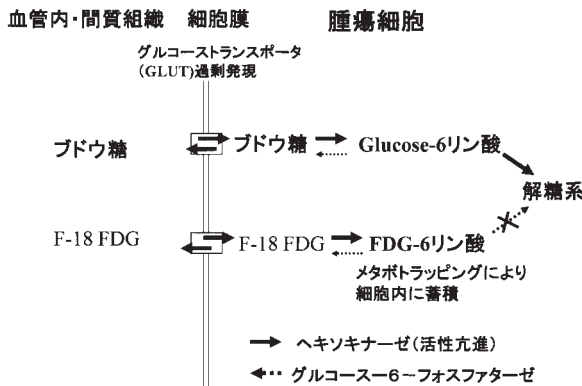 血管内・間質組織 細胞膜 腫瘍細胞
グルコーストランスポータ
(GLUT)過剰発現
ブドウ糖 ブドウ糖 Glucose-6リン酸
解糖系
F-18 FDG F-18 FDG FDG-6リン酸
メタボトラッピングにより
細胞内に蓄積
ヘキソキナーゼ(活性亢進)
グルコース－6－フォスファターゼ